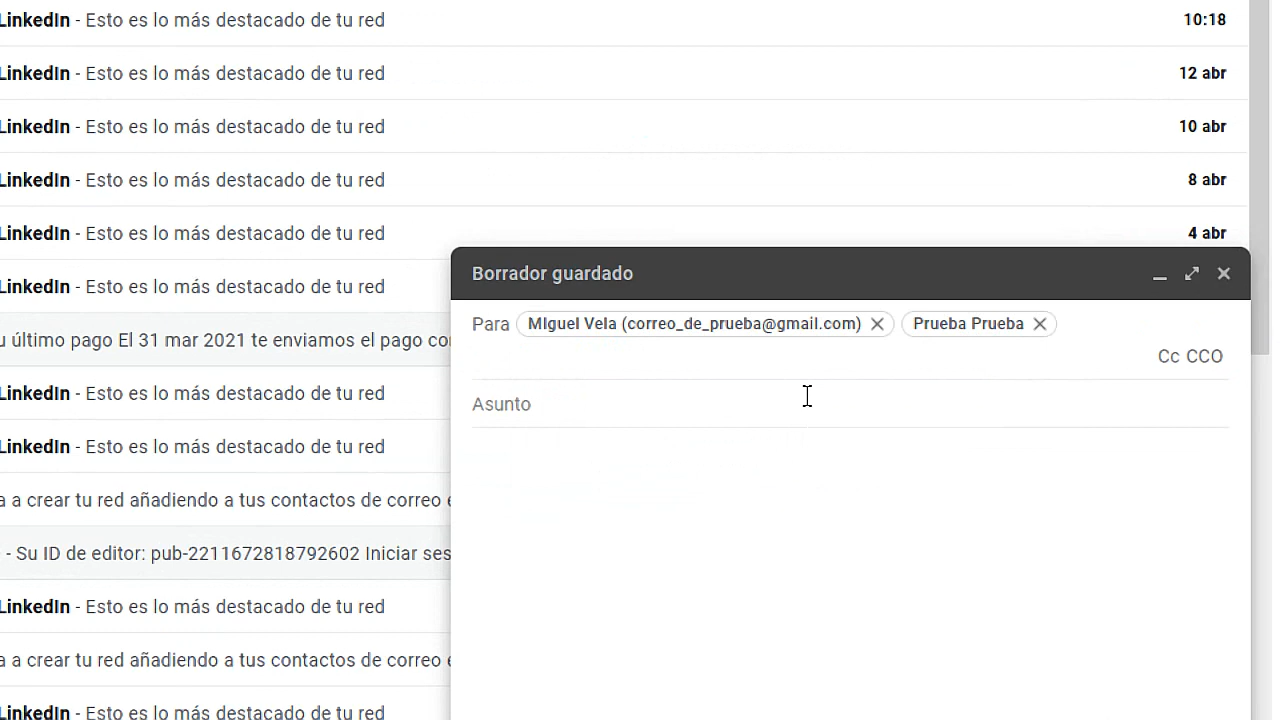 LinkedIn - Esto es lo más destacado de tu red 10:18
LinkedIn - Esto es lo más destacado de tu red 12 abr
LinkedIn - Esto es lo más destacado de tu red 10 abr
LinkedIn - Esto es lo más destacado de tu red 8 abr
LinkedIn - Esto es lo más destacado de tu red 4 abr
LinkedIn - Esto es lo más destacado de tu red
u último pago El 31 mar 2021 te enviamos el pago co
LinkedIn - Esto es lo más destacado de tu red
LinkedIn - Esto es lo más destacado de tu red
a a crear tu red añadiendo a tus contactos de correo e
- Su ID de editor: pub-2211672818792602 Iniciar ses
LinkedIn - Esto es lo más destacado de tu red
a a crear tu red añadiendo a tus contactos de correo e
LinkedIn - Esto es lo más destacado de tu red
Borrador guardado
Para MIguel Vela (correo_de_prueba@gmail.com) Prueba Prueba
Cc CCO
Asunto